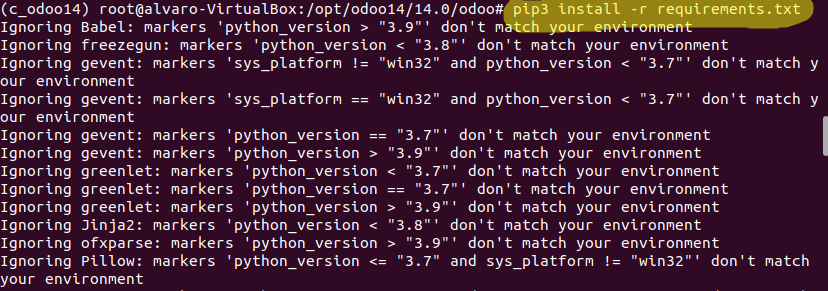 (c_odoo14) root@alvaro-VirtualBox:/opt/odoo14/14.0/odoo# pip3 install -r requirements.txt
Ignoring Babel: markers 'python_version > "3.9"' don't match your environment
Ignoring freezegun: markers 'python_version < "3.8"' don't match your environment
Ignoring gevent: markers 'sys_platform != "win32" and python_version < "3.7"' don't match y
our environment
Ignoring gevent: markers 'sys_platform == "win32" and python_version < "3.7"' don't match y
our environment
Ignoring gevent: markers 'python_version == "3.7"' don't match your environment
Ignoring gevent: markers 'python_version > "3.9"' don't match your environment
Ignoring greenlet: markers 'python_version < "3.7"' don't match your environment
Ignoring greenlet: markers 'python_version == "3.7"' don't match your environment
Ignoring greenlet: markers 'python_version > "3.9"' don't match your environment
Ignoring Jinja2: markers 'python_version < "3.8"' don't match your environment
Ignoring ofxparse: markers 'python_version > "3.9"' don't match your environment
Ignoring Pillow: markers 'python_version <= "3.7" and sys_platform != "win32"' don't match
your environment